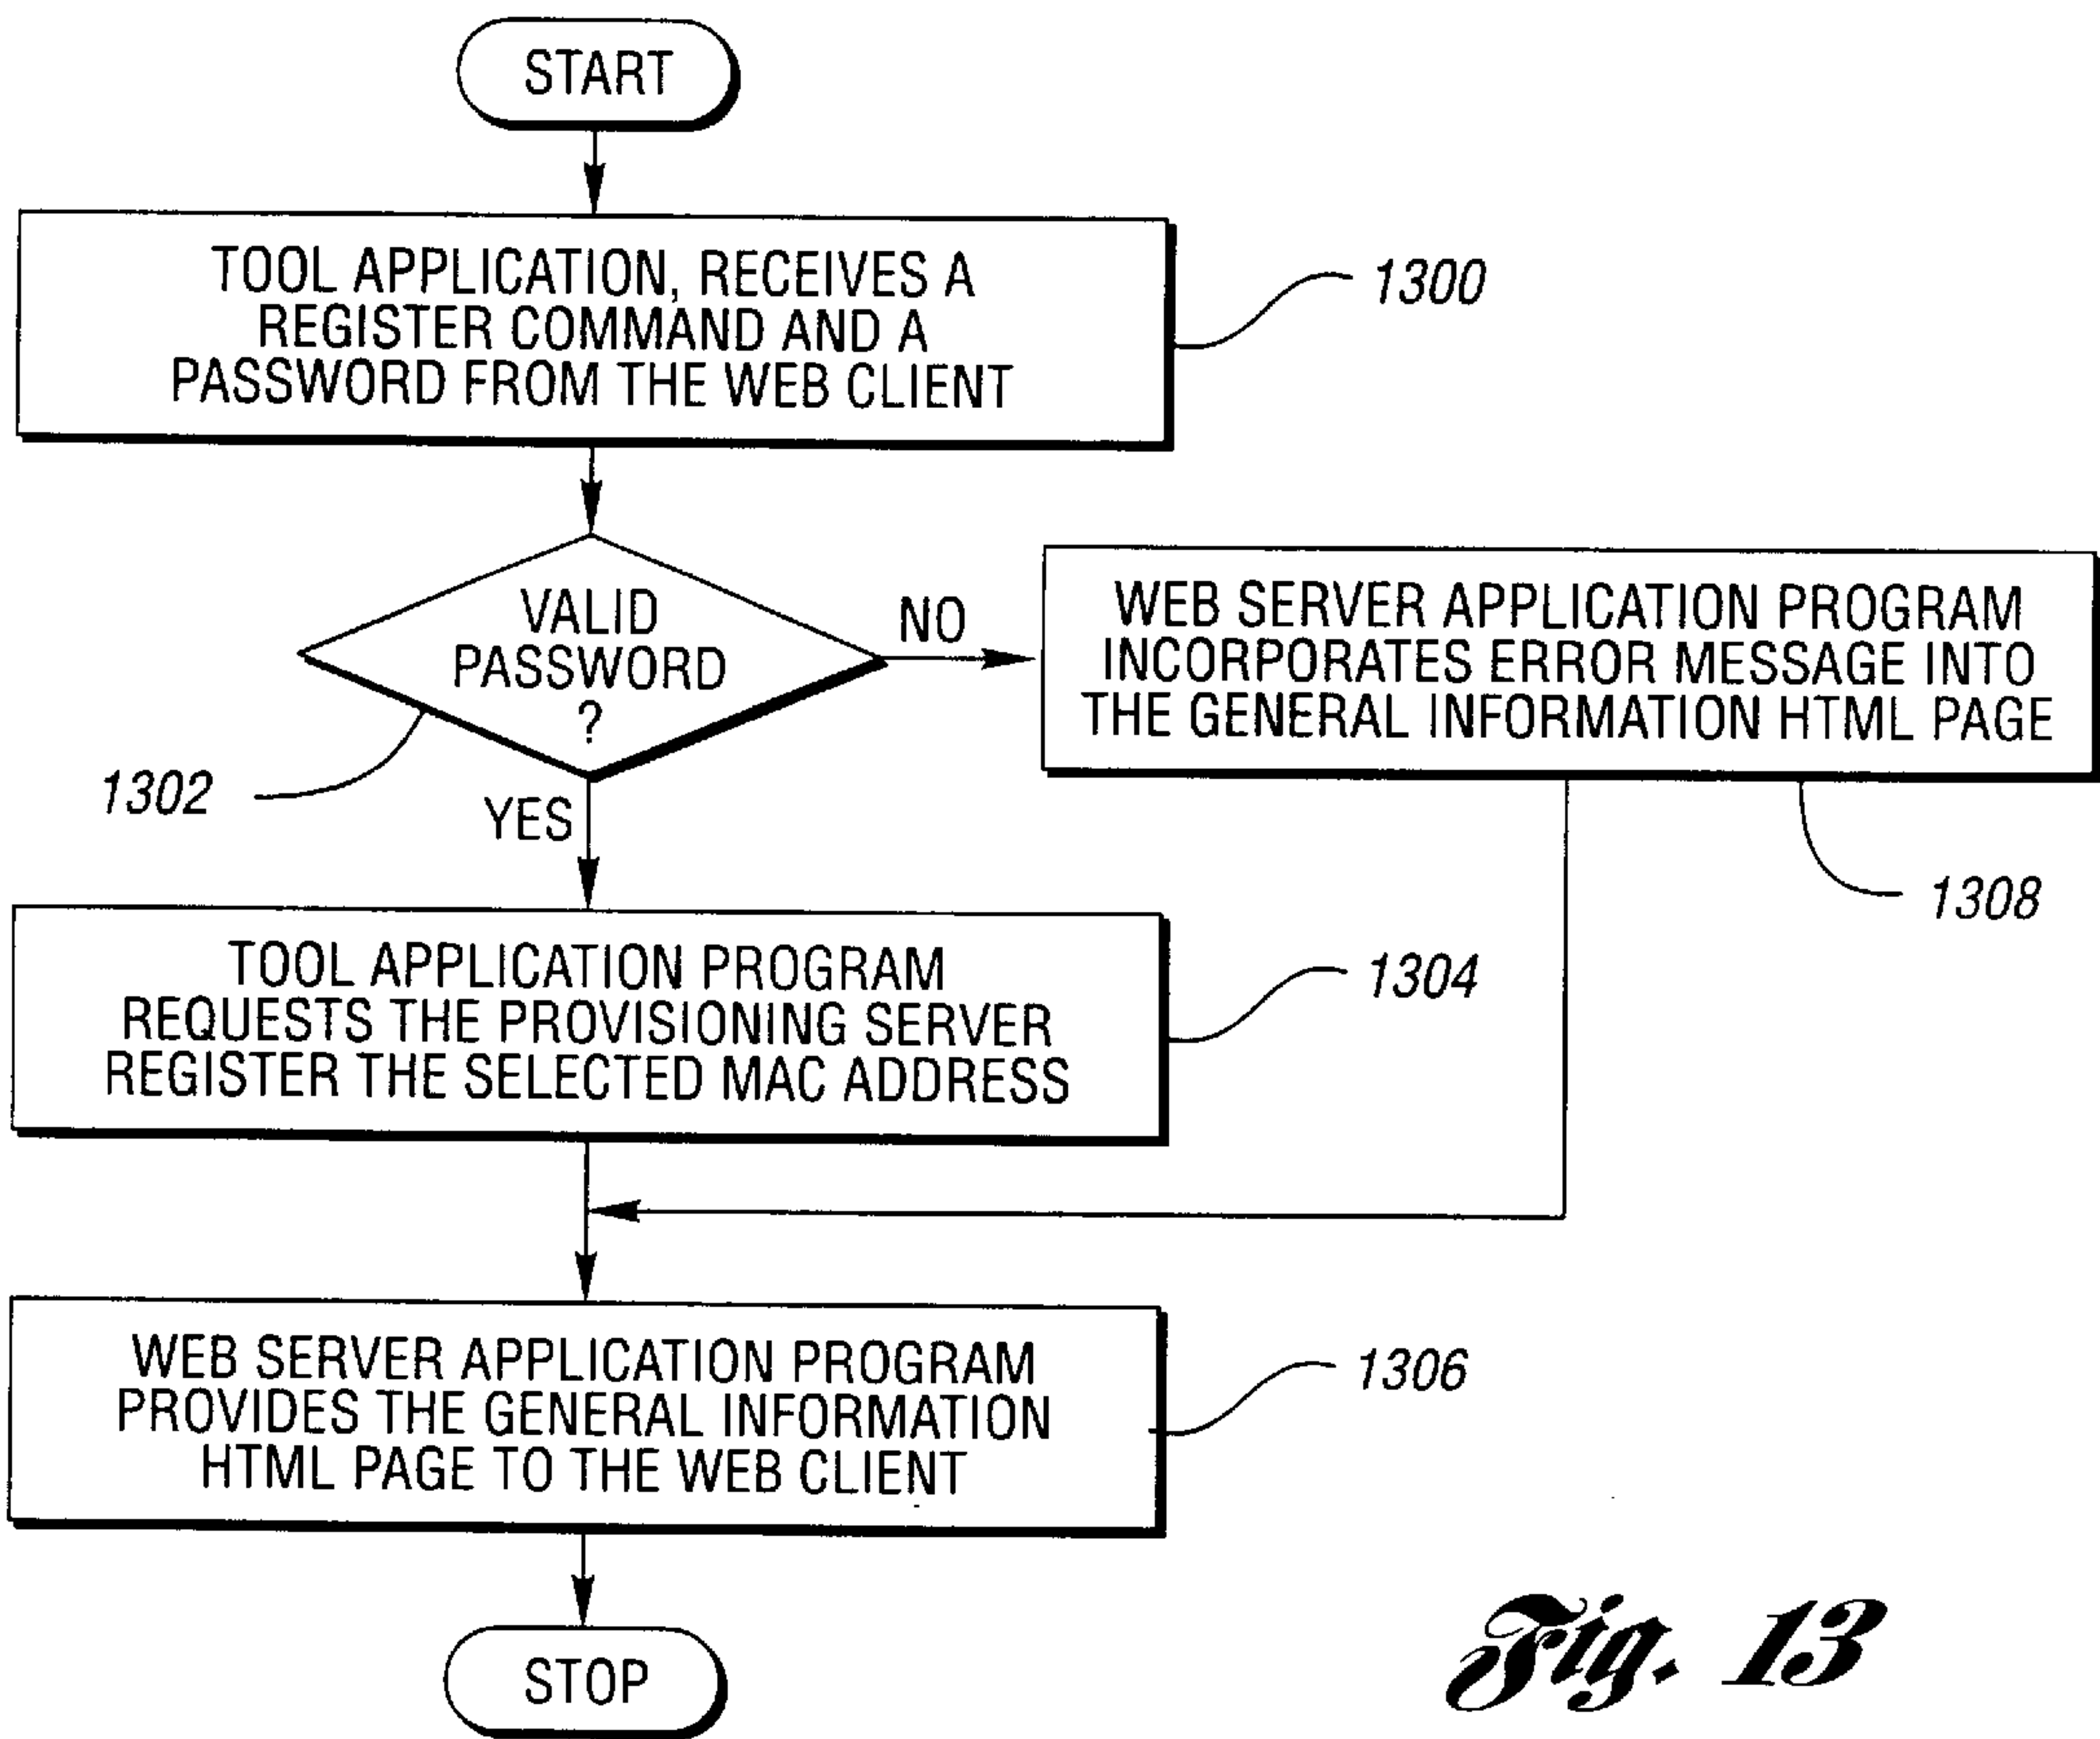 START
TOOL APPLICATION, RECEIVES A
REGISTER COMMAND AND A
PASSWORD FROM THE WEB CLIENT
1300
VALID
PASSWORD
?
NO
WEB SERVER APPLICATION PROGRAM
INCORPORATES ERROR MESSAGE INTO
THE GENERAL INFORMATION HTML PAGE
1302
YES
1308
TOOL APPLICATION PROGRAM
REQUESTS THE PROVISIONING SERVER
REGISTER THE SELECTED MAC ADDRESS
1304
WEB SERVER APPLICATION PROGRAM
PROVIDES THE GENERAL INFORMATION
HTML PAGE TO THE WEB CLIENT
1306
STOP
Fig. 13